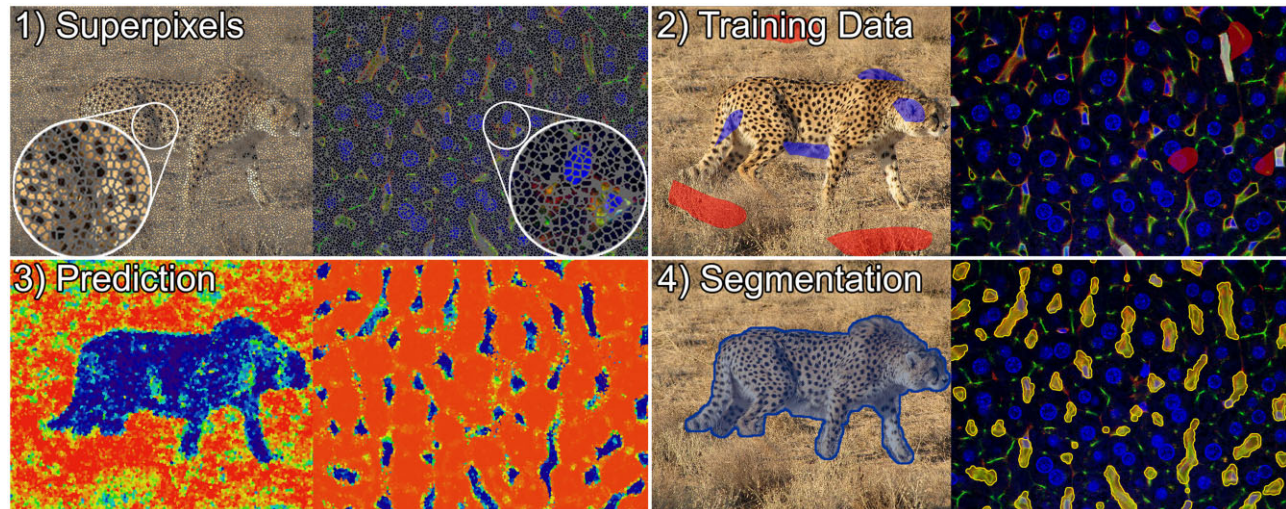 1) Superpixels
2) Training Data
3) Prediction
4) Segmentation